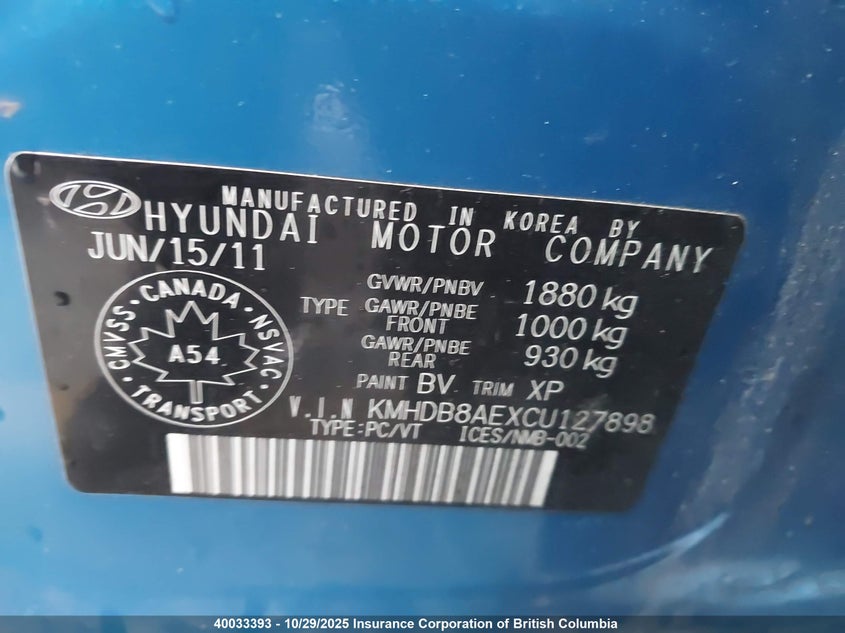 MANUFACTURED IN KOREA BY
HYUNDAI MOTOR COMPANY
JUN/15/11
GVWR/PNBV 1880 kg
TYPE GAWR/PNBE FRONT 1000 kg
GAWR/PNBE REAR 930 kg
PAINT BV TRIM XP
V.I.N KMHDB8AEXCU127898
TYPE:PC/VT ICES/NMB-002
CANADA
CMVSS · NSVAC
A54
TRANSPORT
40033393 - 10/29/2025 Insurance Corporation of British Columbia